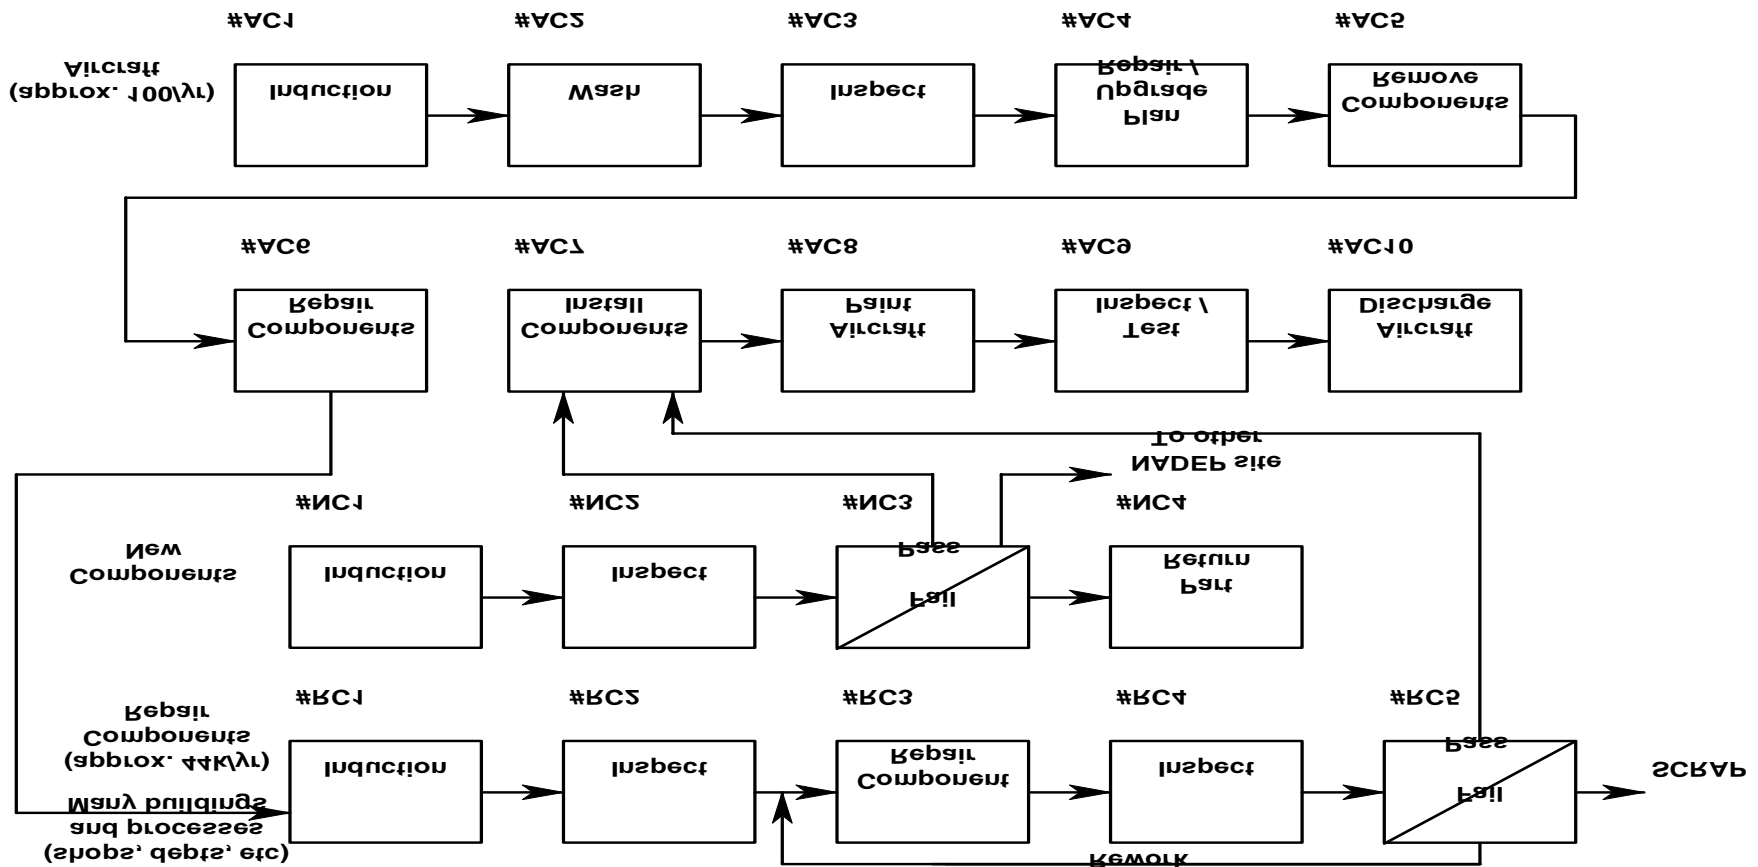 #AC1
#AC2
#AC3
#AC4
#AC5
Aircraft
(approx. 100/yr)
Induction
Wash
Inspect
Repair /
Upgrade
Plan
Remove
Components
#AC6
#AC7
#AC8
#AC9
#AC10
Repair
Components
Install
Components
Paint
Aircraft
Inspect /
Test
Discharge
Aircraft
To other
NADEP site
#NC1
#NC2
#NC3
#NC4
New
Components
Induction
Inspect
Pass
Fail
Return
Part
#RC1
#RC2
#RC3
#RC4
#RC5
Repair
Components
(approx. 44k/yr)
Many buildings
and processes
(shops, depts, etc)
Induction
Inspect
Repair
Component
Inspect
Pass
Fail
SCRAP
Rework